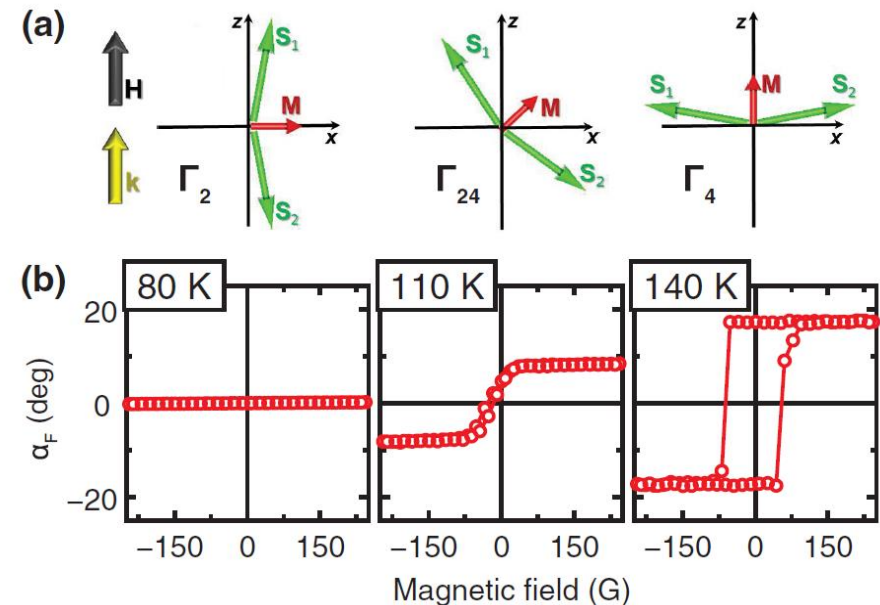 (a)
H
k
z
S1
M
x
S2
Γ2
z
S1
M
x
S2
Γ24
z
S1
M
S2
x
Γ4
(b)
80 K
110 K
140 K
20
0
−20
αF (deg)
−150 0 150
−150 0 150
−150 0 150
Magnetic field (G)